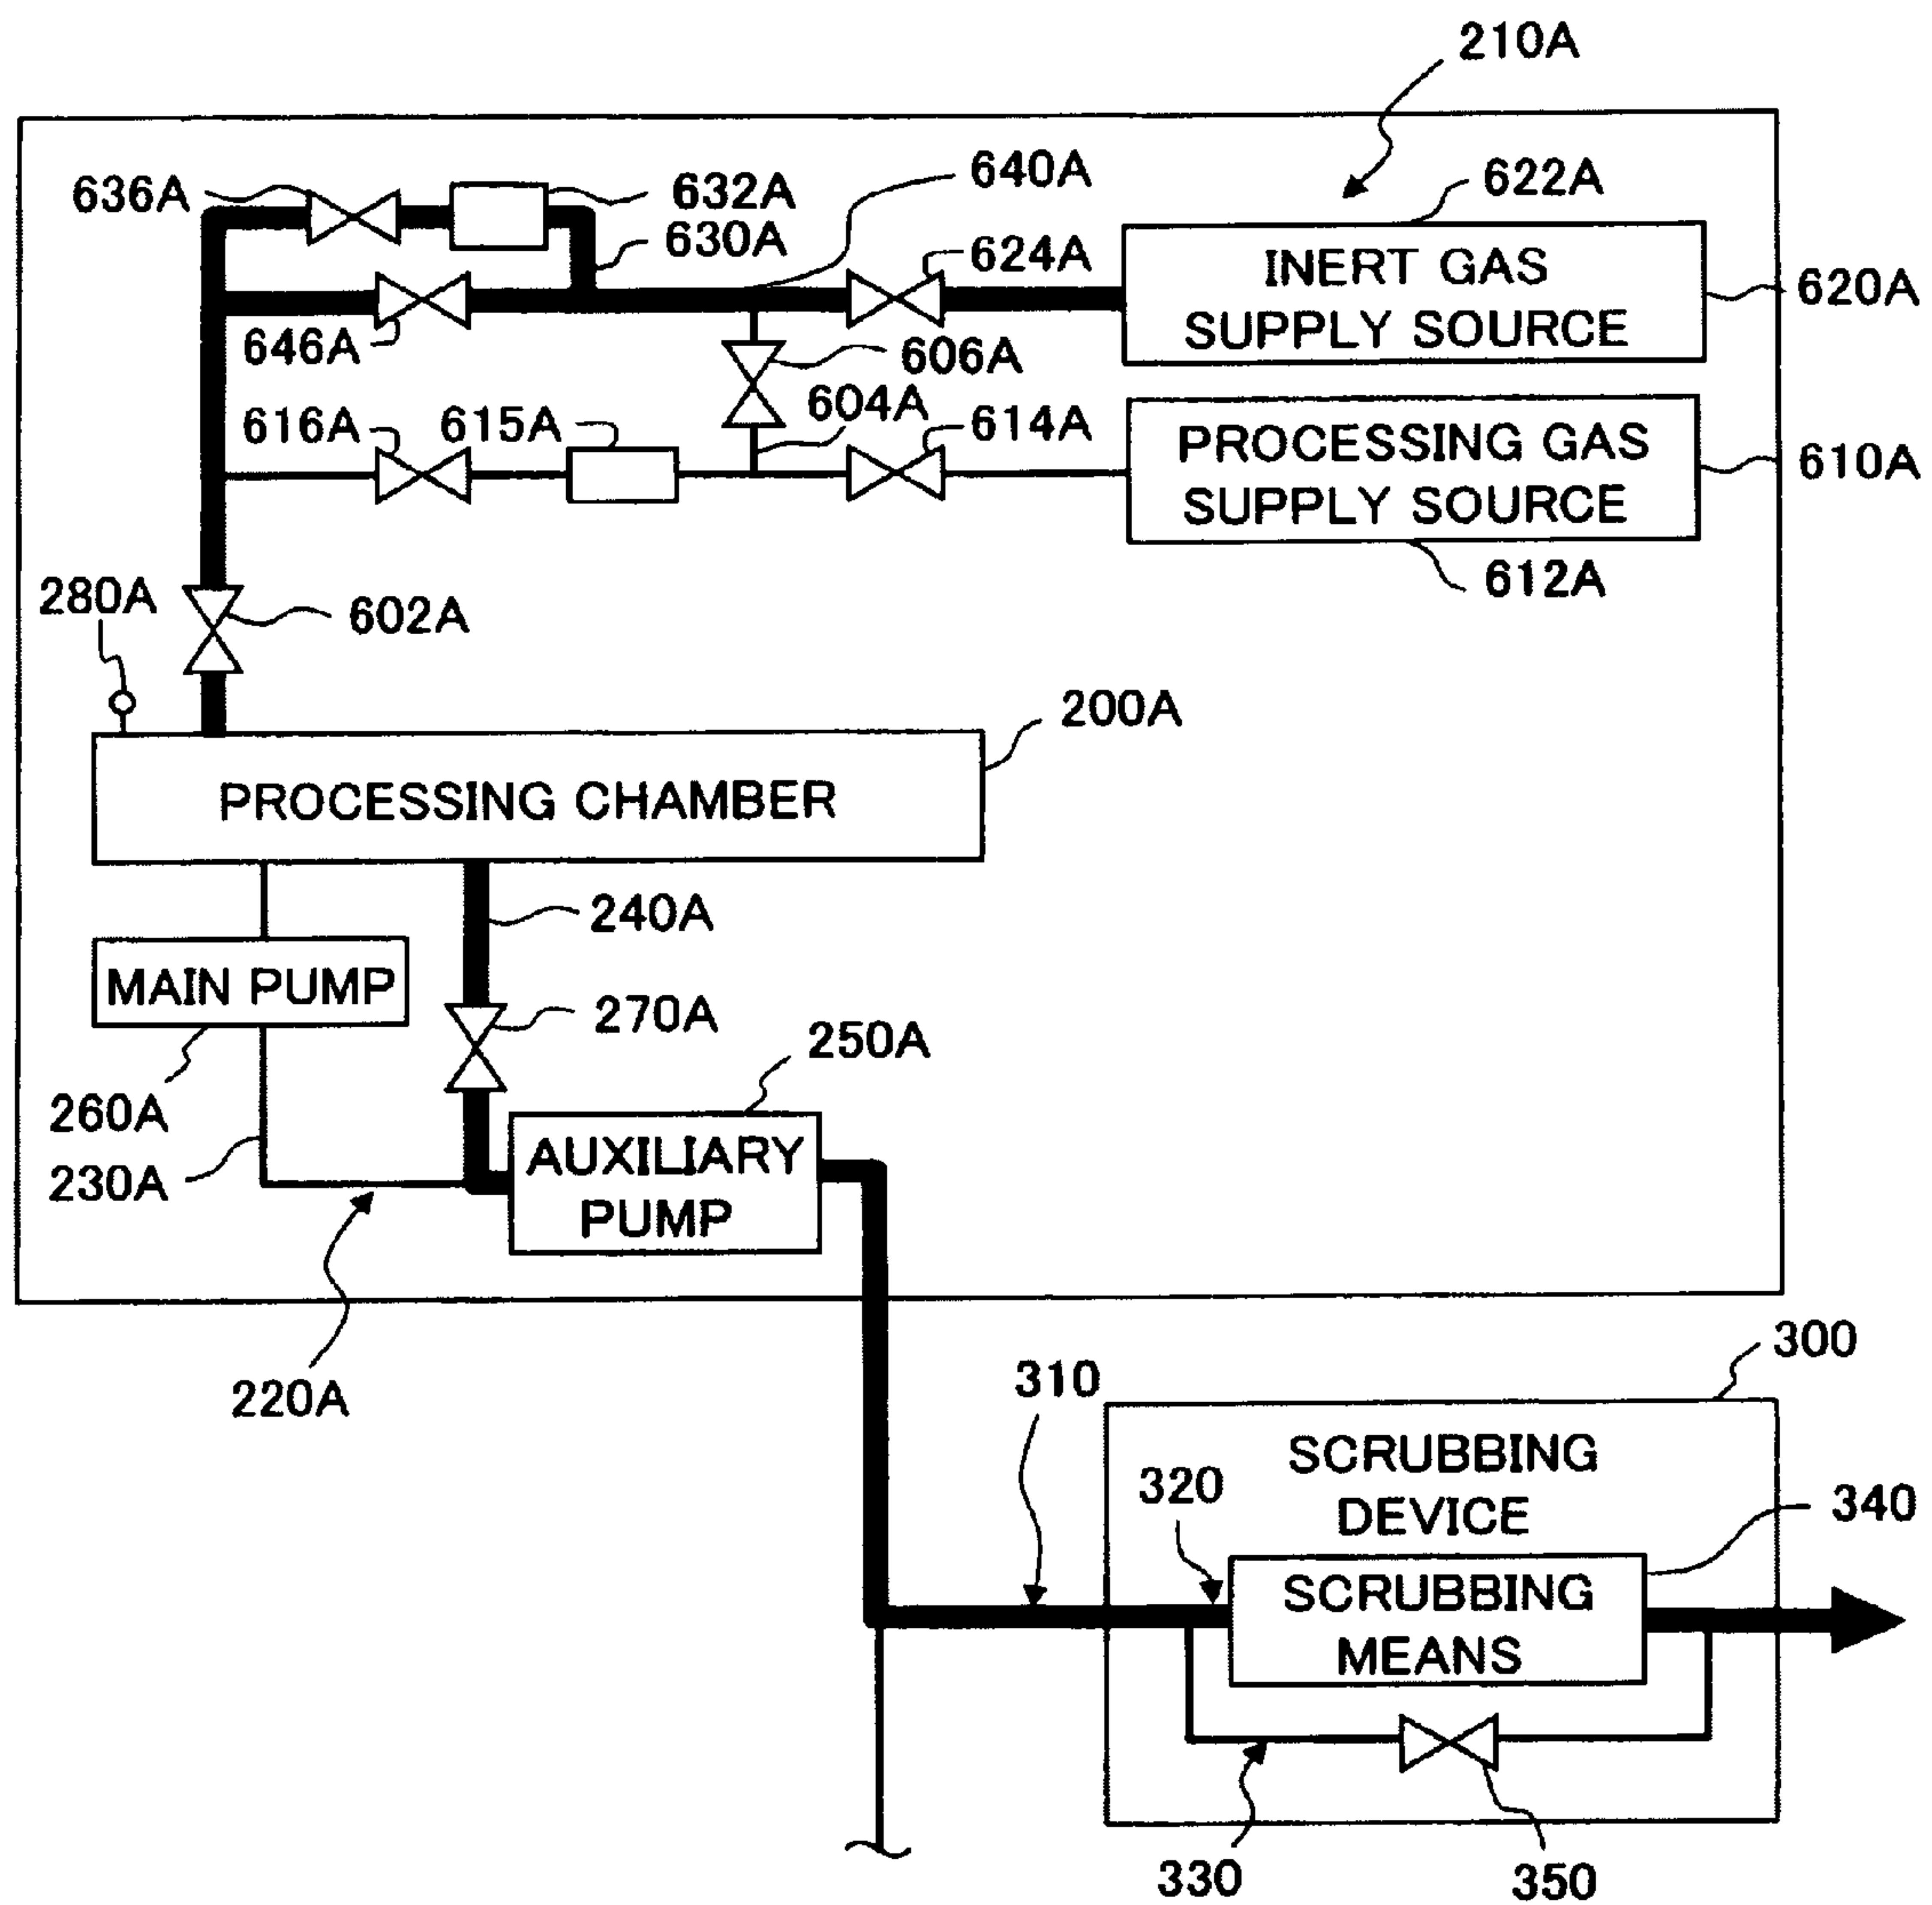 210A
640A
622A
636A
632A
630A
624A
INERT GAS
SUPPLY SOURCE
620A
646A
606A
604A
616A
615A
614A
PROCESSING GAS
SUPPLY SOURCE
610A
612A
280A
602A
200A
PROCESSING CHAMBER
240A
MAIN PUMP
270A
250A
260A
AUXILIARY
PUMP
230A
220A
300
310
SCRUBBING
DEVICE
320
340
SCRUBBING
MEANS
330
350